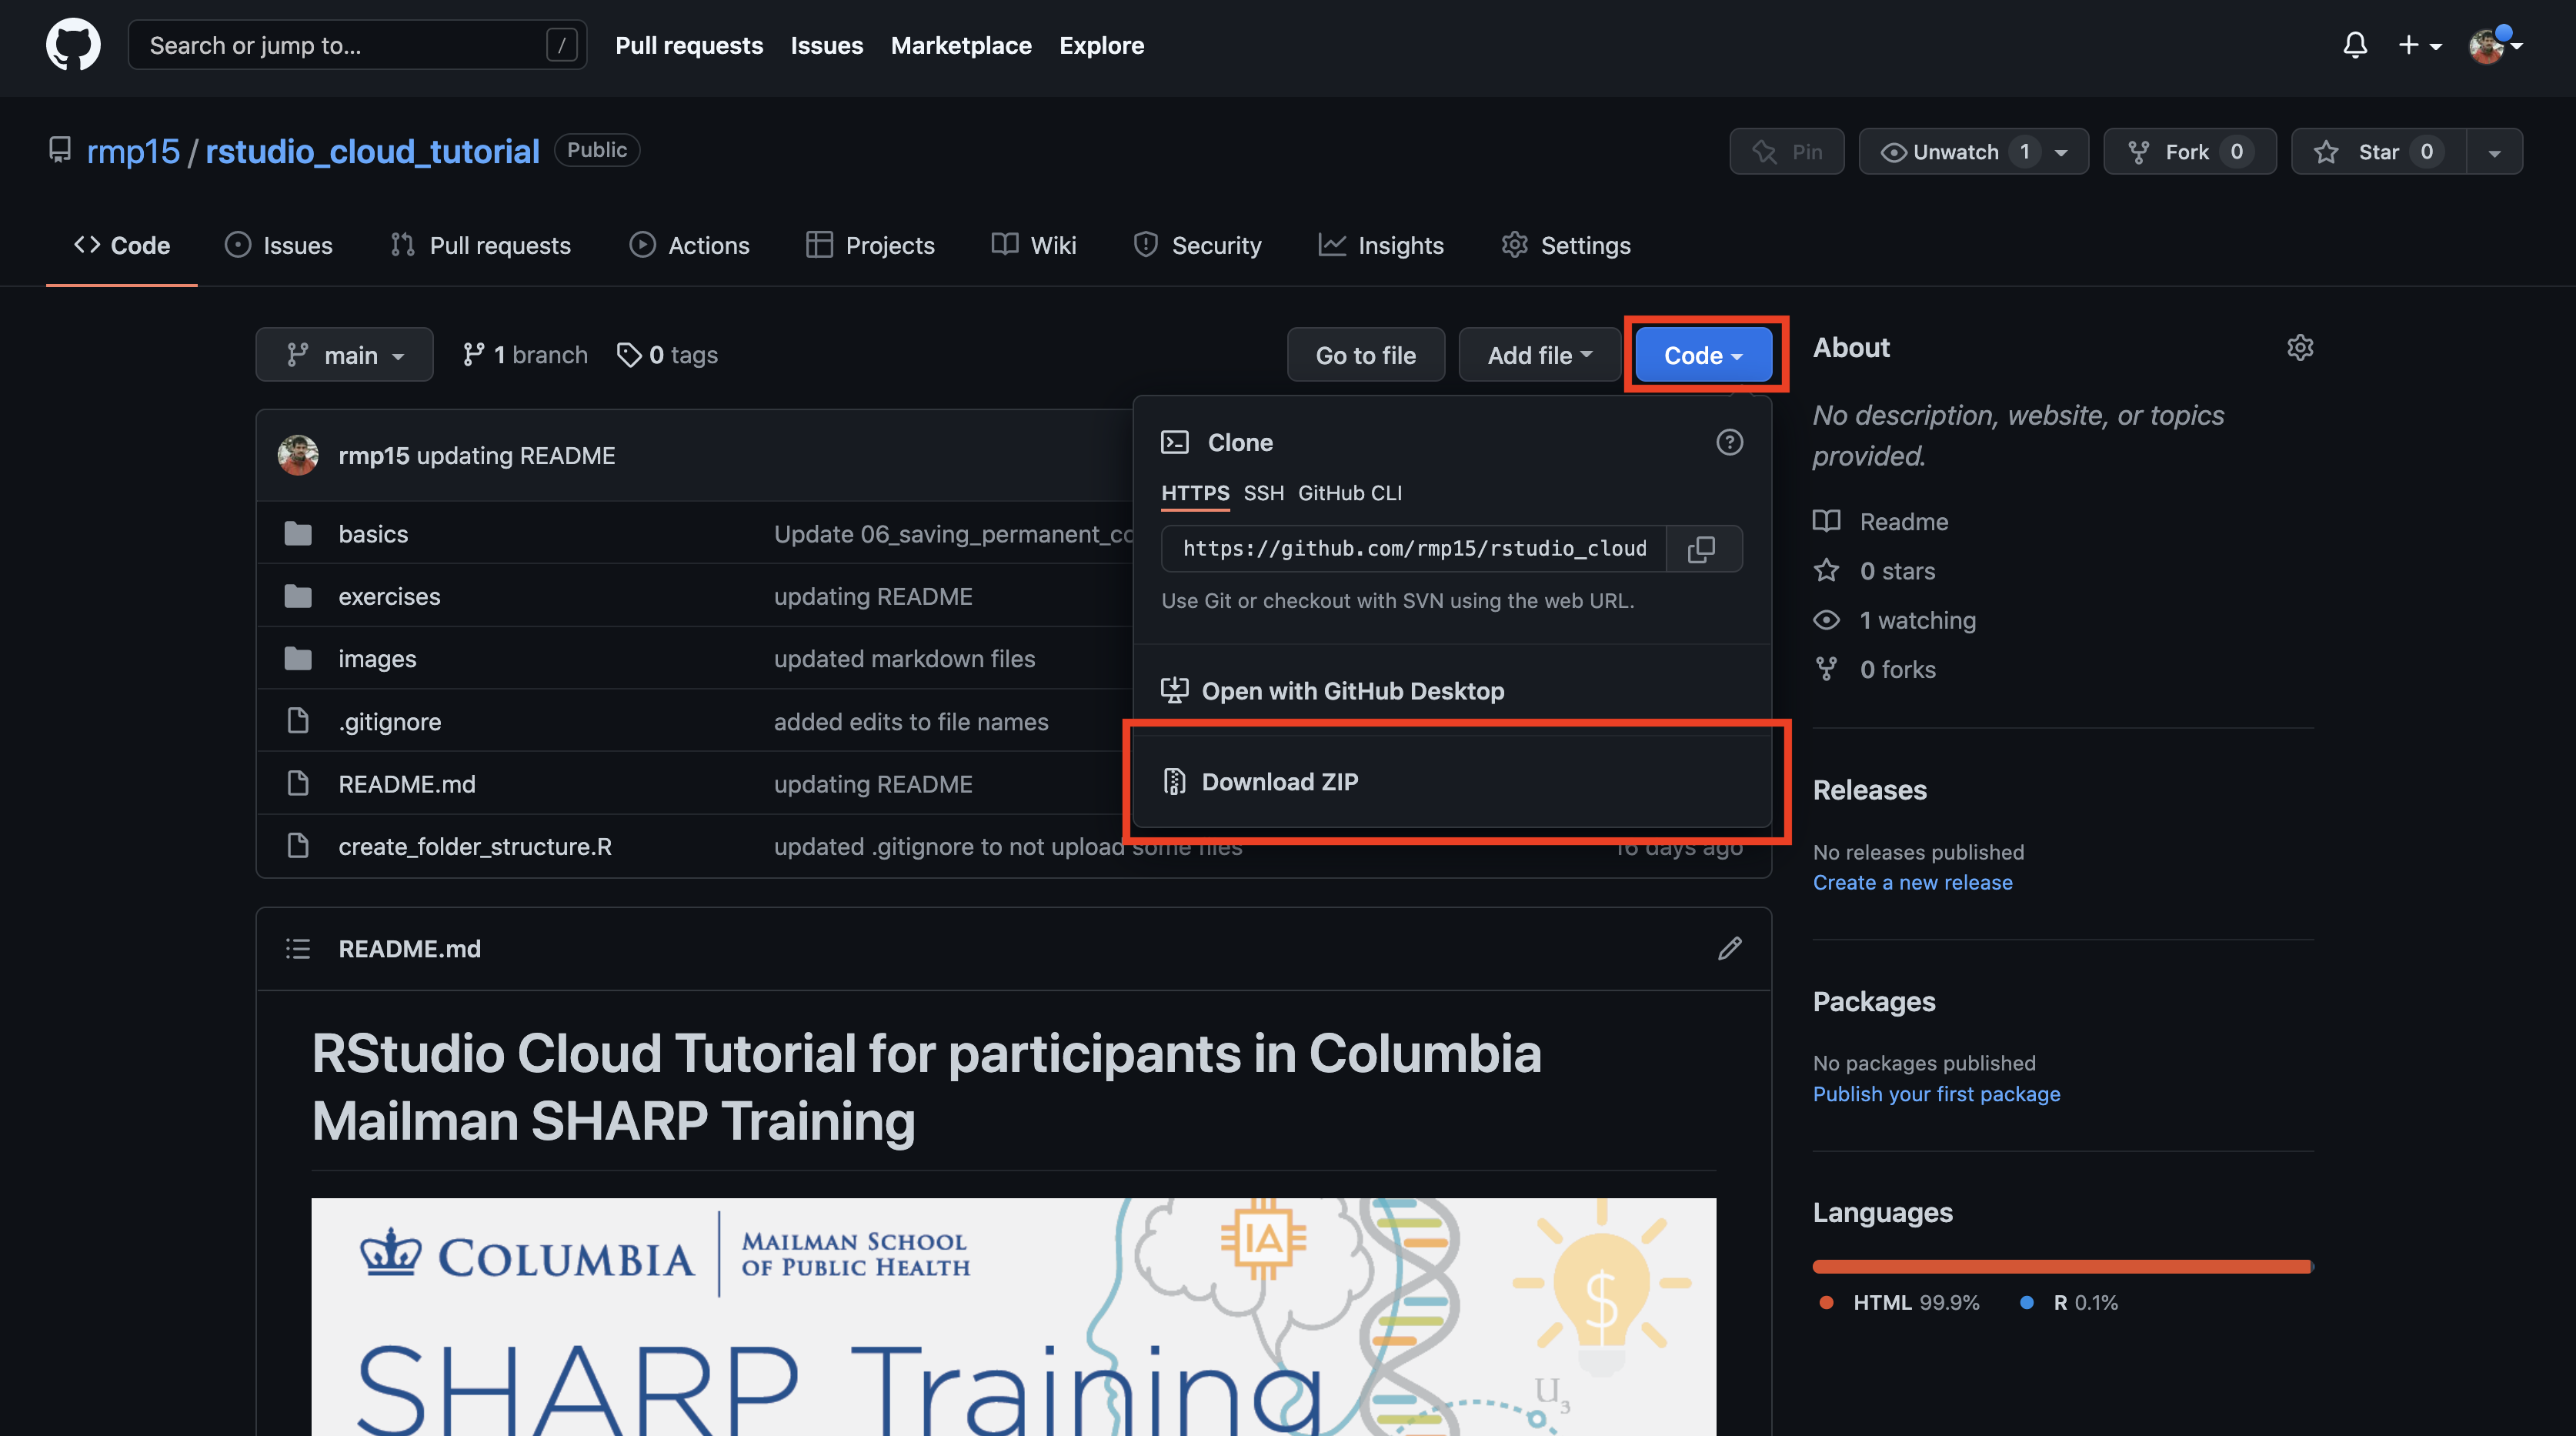 Search or jump to... /
Pull requests Issues Marketplace Explore
rmp15 / rstudio_cloud_tutorial Public
Pin Unwatch 1 Fork 0 Star 0
Code Issues Pull requests Actions Projects Wiki Security Insights Settings
main 1 branch 0 tags Go to file Add file Code
rmp15 updating README
basics Update 06_saving_permanent_co
exercises updating README
images updated markdown files
.gitignore added edits to file names
README.md updating README
create_folder_structure.R updated .gitignore to not upload some files 16 days ago
Clone
HTTPS SSH GitHub CLI
https://github.com/rmp15/rstudio_cloud
Use Git or checkout with SVN using the web URL.
Open with GitHub Desktop
Download ZIP
README.md
RStudio Cloud Tutorial for participants in Columbia
Mailman SHARP Training
COLUMBIA
MAILMAN SCHOOL
OF PUBLIC HEALTH
IA
$
SHARP Training
U3
About
No description, website, or topics
provided.
Readme
0 stars
1 watching
0 forks
Releases
No releases published
Create a new release
Packages
No packages published
Publish your first package
Languages
HTML 99.9% R 0.1%